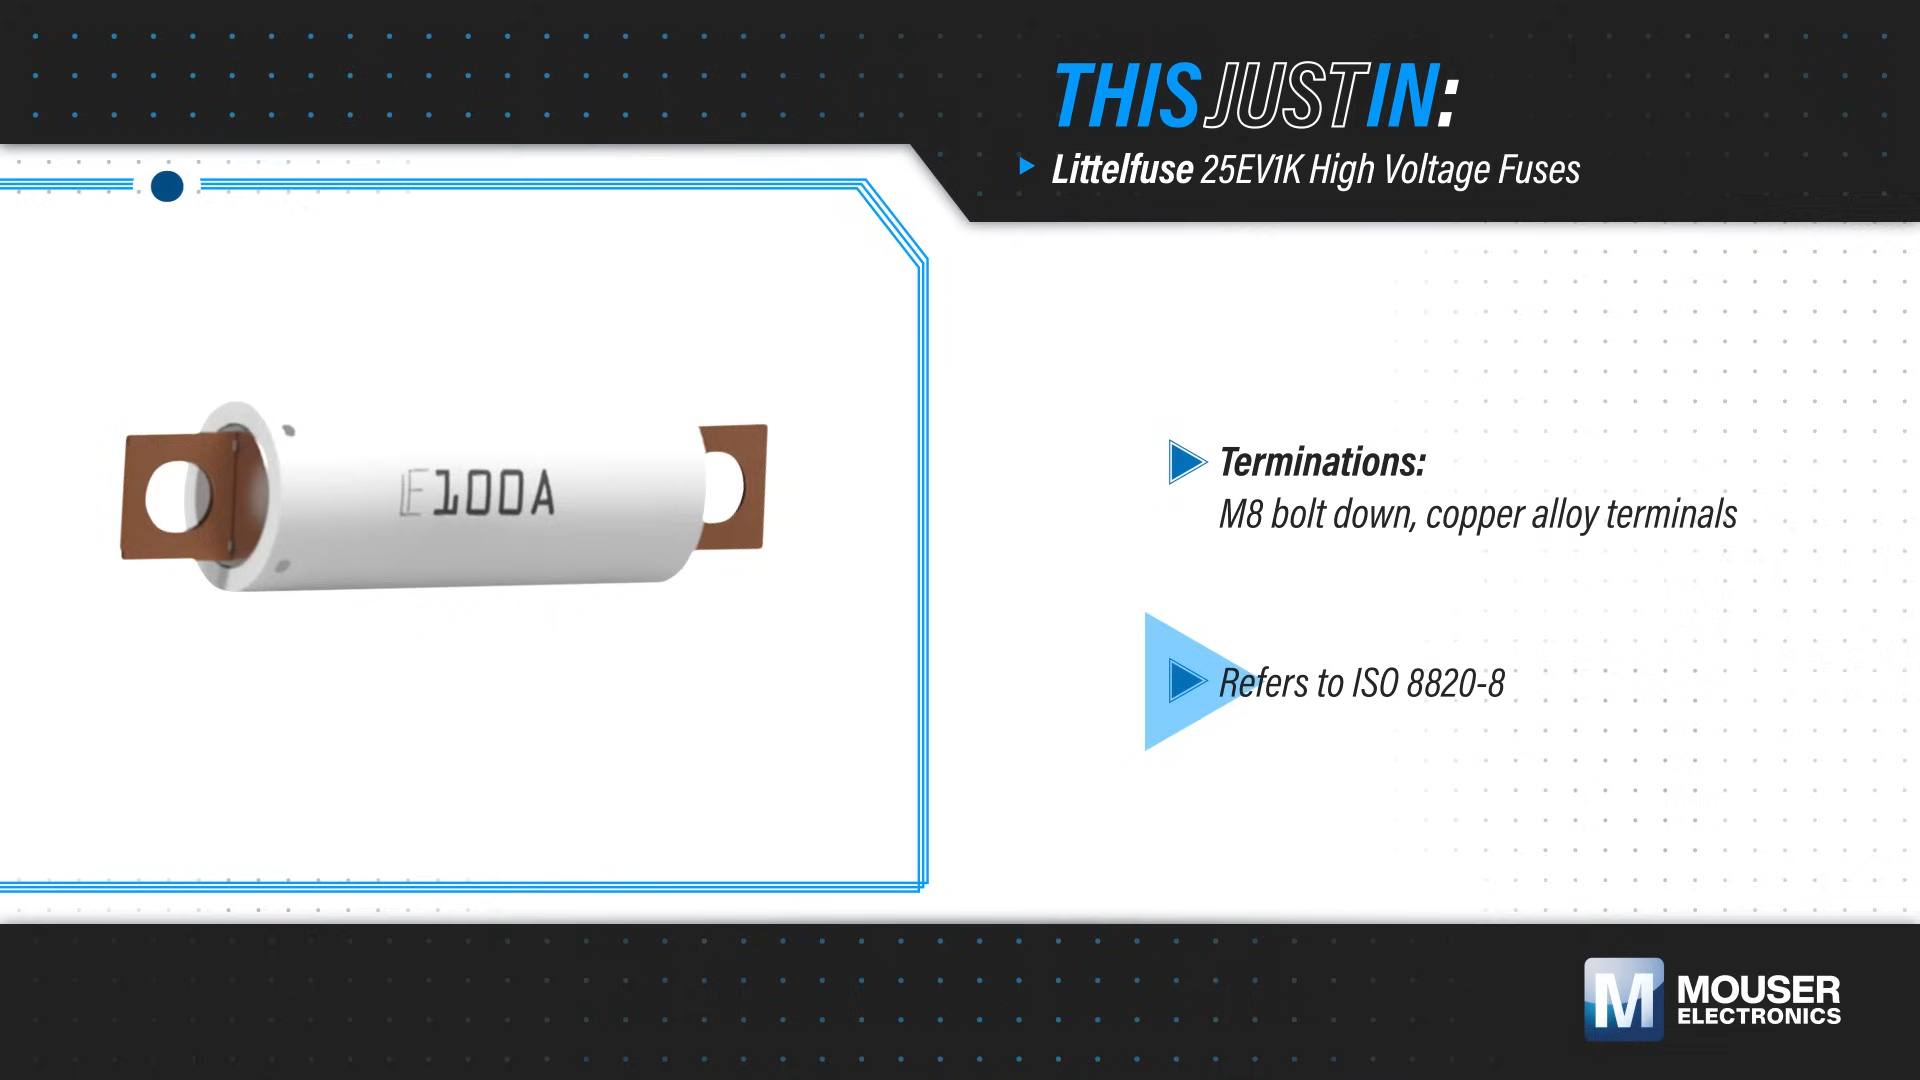 THIS JUST IN:
Littelfuse 25EV1K High Voltage Fuses
100A
Terminations:
M8 bolt down, copper alloy terminals
Refers to ISO 8820-8
M MOUSER
ELECTRONICS